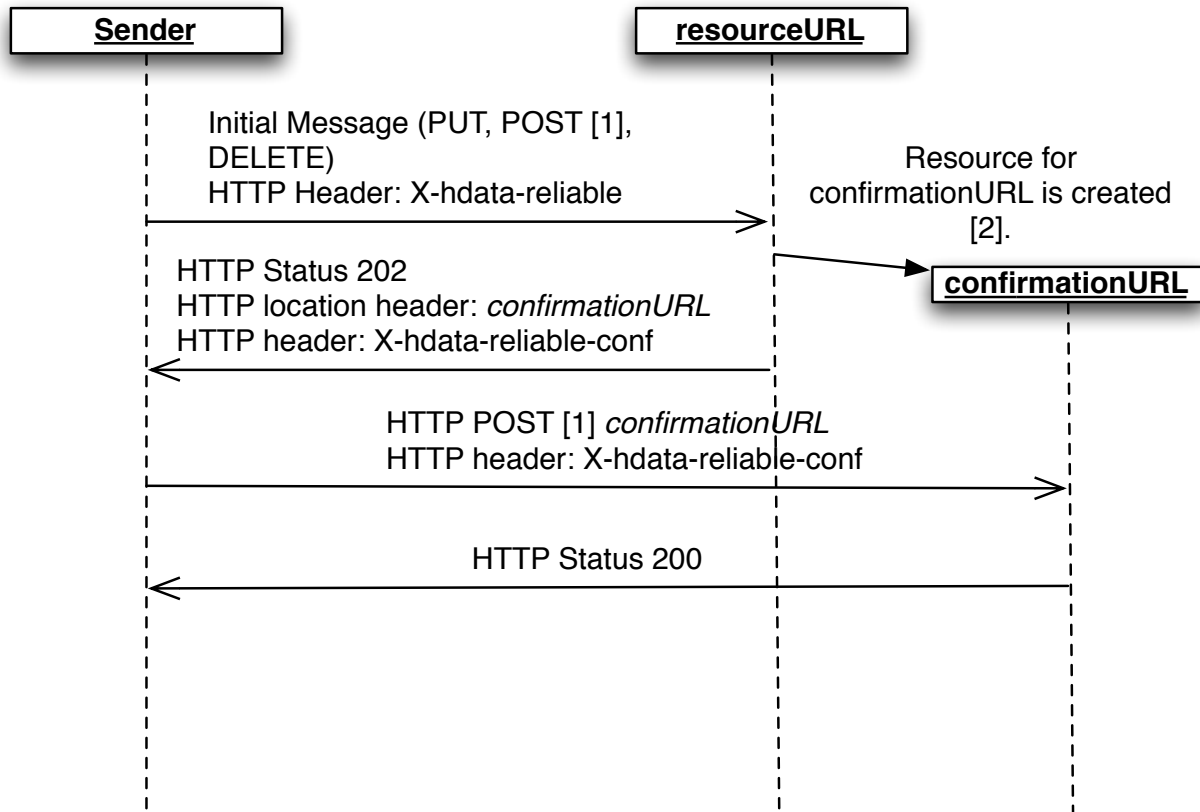 Sender
resourceURL
Initial Message (PUT, POST [1],
DELETE)
HTTP Header: X-hdata-reliable
Resource for
confirmationURL is created
[2].
confirmationURL
HTTP Status 202
HTTP location header: confirmationURL
HTTP header: X-hdata-reliable-conf
HTTP POST [1] confirmationURL
HTTP header: X-hdata-reliable-conf
HTTP Status 200